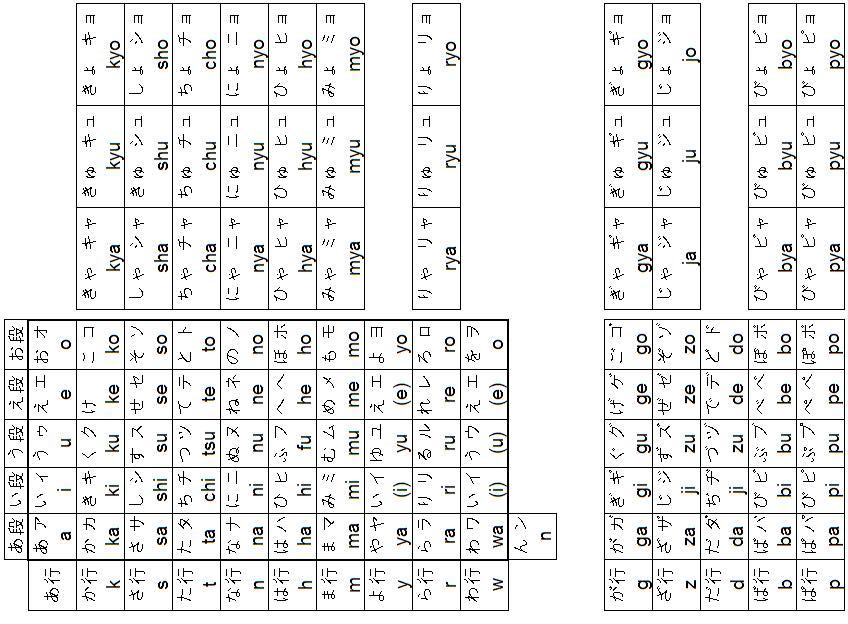 あ段 い段 う段 え段 お段
あ行 あ ア い イ う ウ え エ お オ
a i u e o
か行 か カ き キ く ク け こ コ きゃ キャ きゅ キュ きょ キョ
k ka ki ku ke ko kya kyu kyo
さ行 さ サ し シ す ス せ セ そ ソ しゃ シャ きゅ シュ しょ ショ
s sa shi su se so sha shu sho
た行 た タ ち チ つ ツ て テ と ト ちゃ チャ ちゅ チュ ちょ チョ
t ta chi tsu te to cha chu cho
な行 な ナ に ニ ぬ ヌ ね ネ の ノ にゃ ニャ にゅ ニュ にょ ニョ
n na ni nu ne no nya nyu nyo
は行 は ハ ひ ヒ ふ フ へ ヘ ほ ホ ひゃ ヒャ ひゅ ヒュ ひょ ヒョ
h ha hi fu he ho hya hyu hyo
ま行 ま マ み ミ む ム め メ も モ みゃ ミャ みゅ ミュ みょ ミョ
m ma mi mu me mo mya myu myo
よ行 や ヤ い イ ゆ ユ え エ よ ヨ
y ya (i) yu (e) yo
ら行 ら ラ り リ る ル れ レ ろ ロ りゃ リャ りゅ リュ りょ リョ
r ra ri ru re ro rya ryu ryo
わ行 わ ワ い イ う ウ え エ を ヲ
w wa (i) (u) (e) o
ん ン
n
が行 が ガ ぎ ギ ぐ グ げ ゲ ご ゴ ぎゃ ギャ ぎゅ ギュ ぎょ ギョ
g ga gi gu ge go gya gyu gyo
ざ行 ざ ザ じ ジ ず ズ ぜ ゼ ぞ ゾ じゃ ジャ じゅ ジュ じょ ジョ
z za ji zu ze zo ja ju jo
だ行 だ ダ ぢ ヂ づ ヅ で デ ど ド
d da ji zu de do
ば行 ば バ び ビ ぶ ブ べ ベ ぼ ボ びゃ ビャ びゅ ビュ びょ ビョ
b ba bi bu be bo bya byu byo
ぱ行 ぱ パ ぴ ピ ぷ プ ぺ ペ ぽ ポ ぴゃ ピャ ぴゅ ピュ ぴょ ピョ
p pa pi pu pe po pya pyu pyo